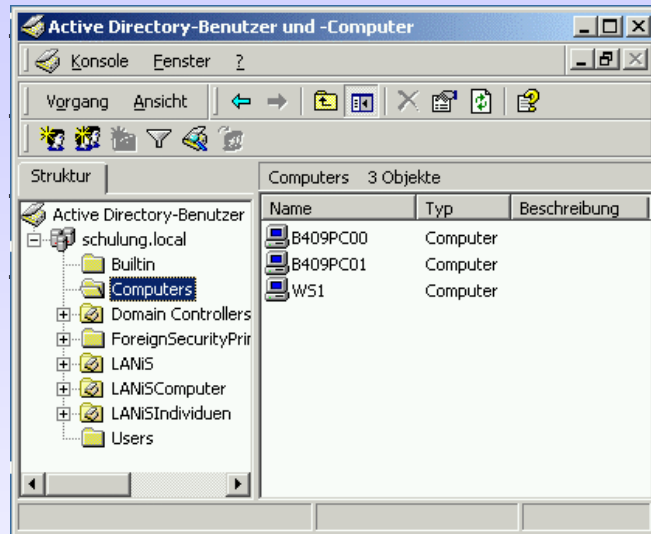 Active Directory-Benutzer und -Computer
Konsole Fenster ?
Vorgang Ansicht
Struktur
Computers 3 Objekte
Active Directory-Benutzer
schulung.local
Builtin
Computers
Domain Controllers
ForeignSecurityPrin
LANiS
LANiSComputer
LANiSIndividuen
Users
Name Typ Beschreibung
B409PC00 Computer
B409PC01 Computer
WS1 Computer